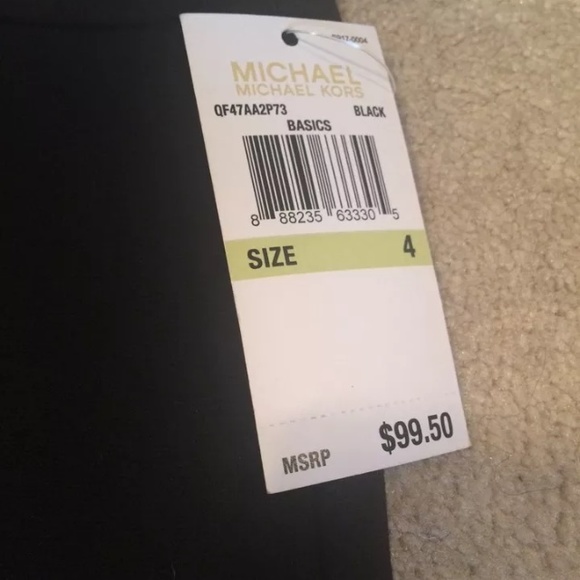 MICHAEL
MICHAEL KORS
QF47AA2P73 BLACK
BASICS
8 88235 63330 5
SIZE 4
MSRP $99.50